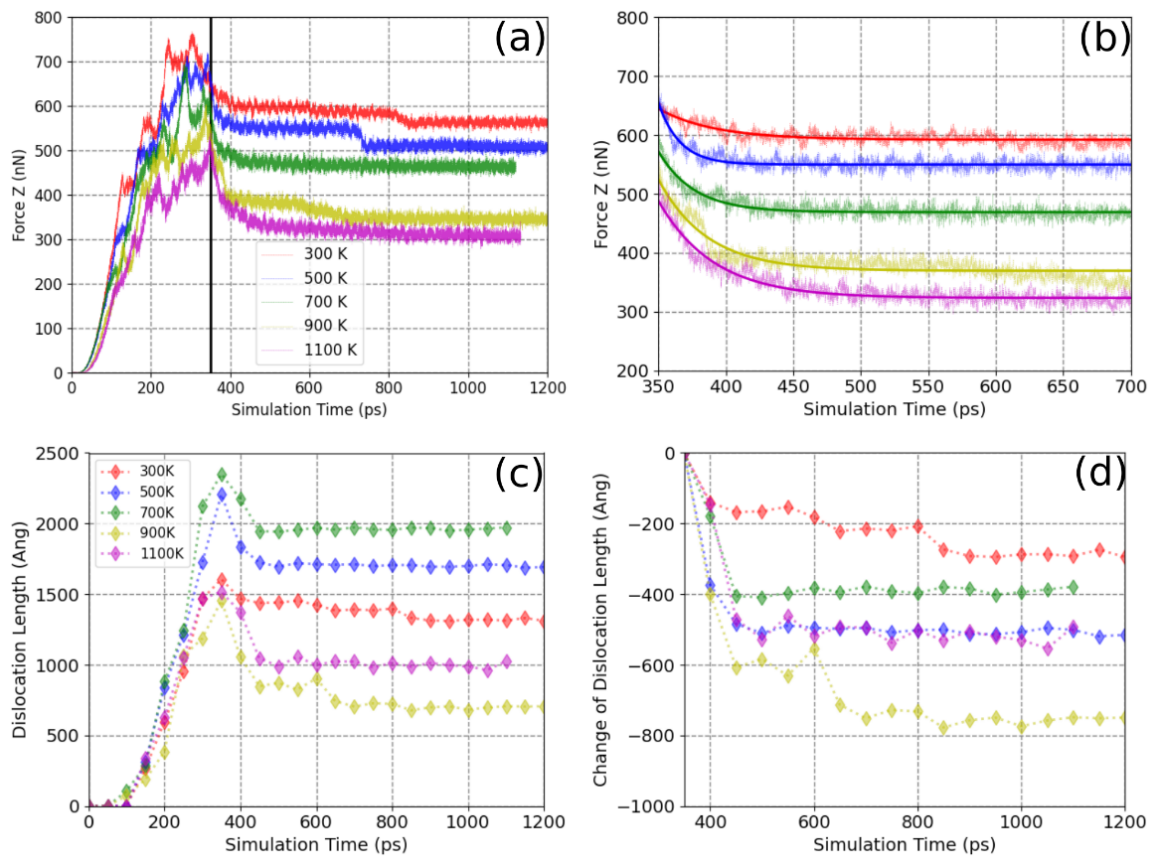 (a)
Force Z (nN)
800
700
600
500
400
300
200
100
0
300 K
500 K
700 K
900 K
1100 K
0 200 400 600 800 1000 1200
Simulation Time (ps)
(b)
Force Z (nN)
800
700
600
500
400
300
200
350 400 450 500 550 600 650 700
Simulation Time (ps)
(c)
Dislocation Length (Ang)
2500
2000
1500
1000
500
0
300K
500K
700K
900K
1100K
0 200 400 600 800 1000 1200
Simulation Time (ps)
(d)
Change of Dislocation Length (Ang)
0
−200
−400
−600
−800
−1000
400 600 800 1000 1200
Simulation Time (ps)